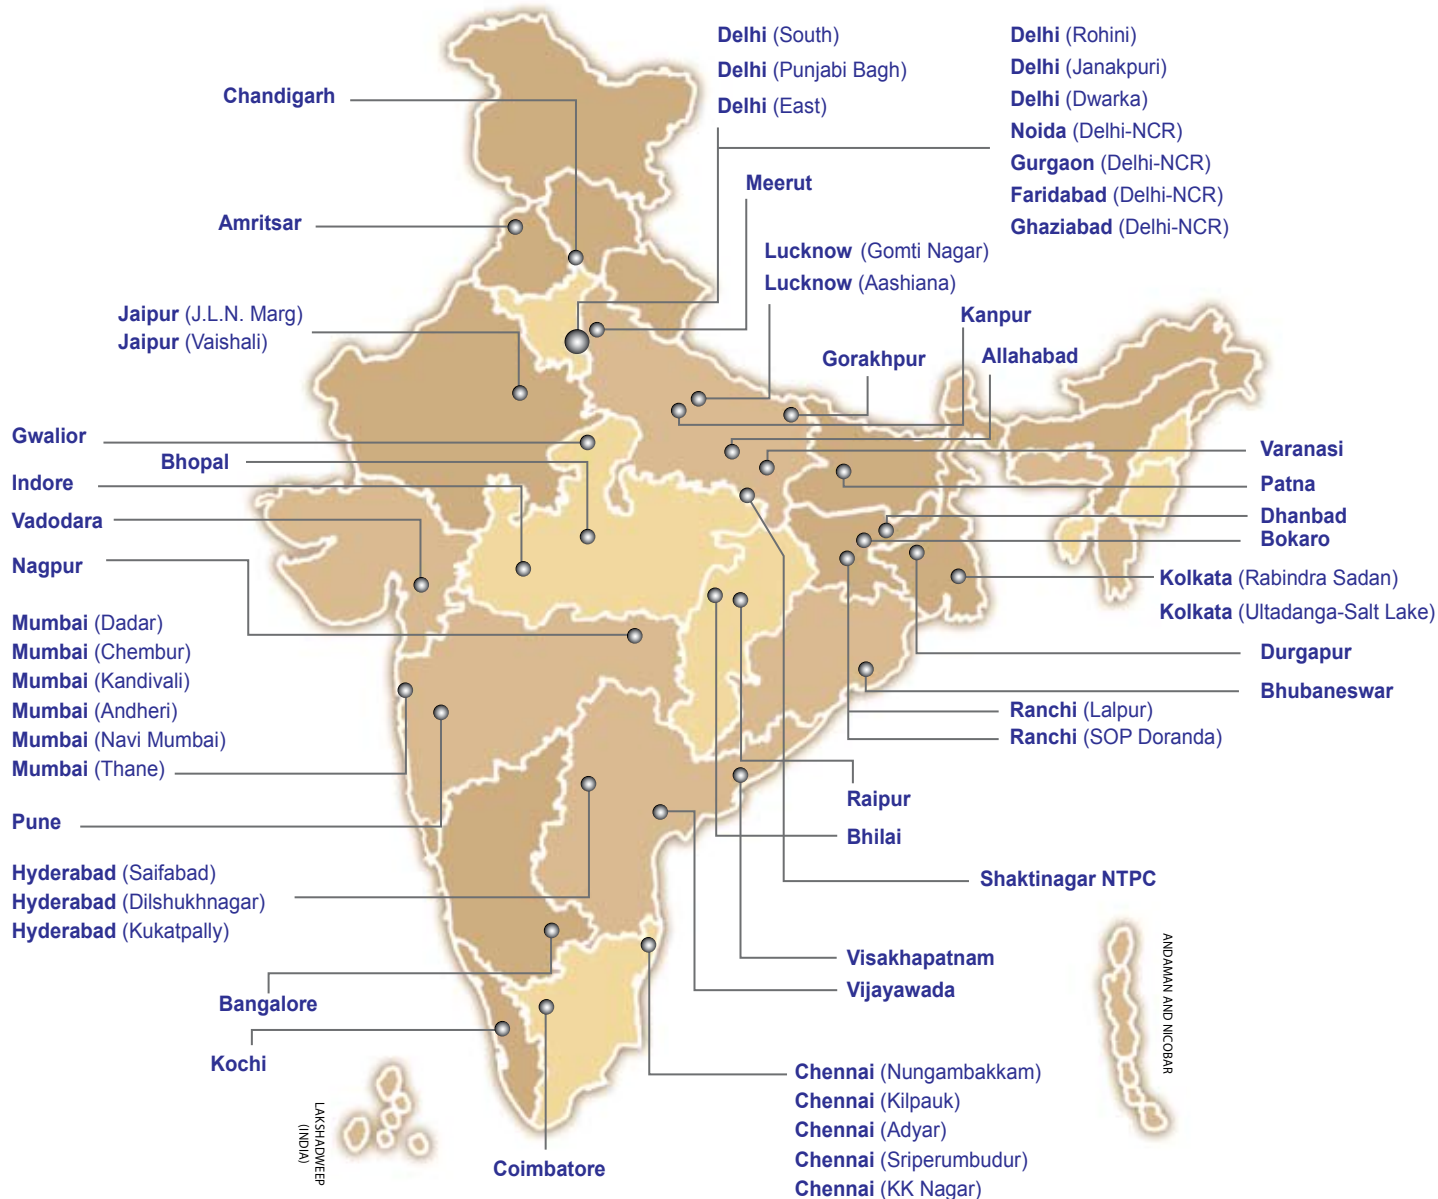 Delhi (South)
Delhi (Punjabi Bagh)
Delhi (East)
Delhi (Rohini)
Delhi (Janakpuri)
Delhi (Dwarka)
Noida (Delhi-NCR)
Gurgaon (Delhi-NCR)
Faridabad (Delhi-NCR)
Ghaziabad (Delhi-NCR)
Chandigarh
Meerut
Amritsar
Lucknow (Gomti Nagar)
Lucknow (Aashiana)
Jaipur (J.L.N. Marg)
Jaipur (Vaishali)
Kanpur
Gorakhpur
Allahabad
Gwalior
Bhopal
Indore
Vadodara
Nagpur
Varanasi
Patna
Dhanbad
Bokaro
Kolkata (Rabindra Sadan)
Kolkata (Ultadanga-Salt Lake)
Durgapur
Bhubaneswar
Ranchi (Lalpur)
Ranchi (SOP Doranda)
Mumbai (Dadar)
Mumbai (Chembur)
Mumbai (Kandivali)
Mumbai (Andheri)
Mumbai (Navi Mumbai)
Mumbai (Thane)
Pune
Raipur
Bhilai
Shaktinagar NTPC
Hyderabad (Saifabad)
Hyderabad (Dilshukhnagar)
Hyderabad (Kukatpally)
Visakhapatnam
Vijayawada
Bangalore
Kochi
Coimbatore
Chennai (Nungambakkam)
Chennai (Kilpauk)
Chennai (Adyar)
Chennai (Sriperumbudur)
Chennai (KK Nagar)
ANDAMAN AND NICOBAR
LAKSHADWEEP
(INDIA)